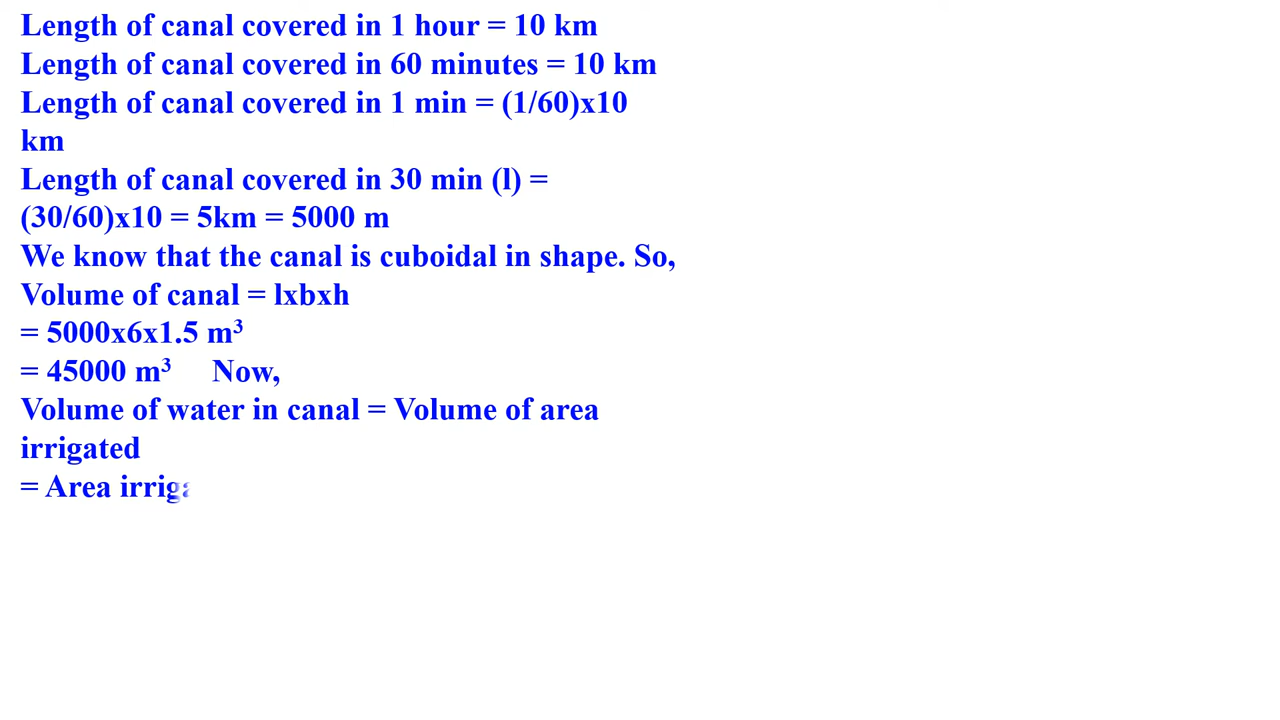 Length of canal covered in 1 hour = 10 km
Length of canal covered in 60 minutes = 10 km
Length of canal covered in 1 min = (1/60)x10
km
Length of canal covered in 30 min (l) =
(30/60)x10 = 5km = 5000 m
We know that the canal is cuboidal in shape. So,
Volume of canal = lxbxh
= 5000x6x1.5 m³
= 45000 m³ Now,
Volume of water in canal = Volume of area
irrigated
= Area